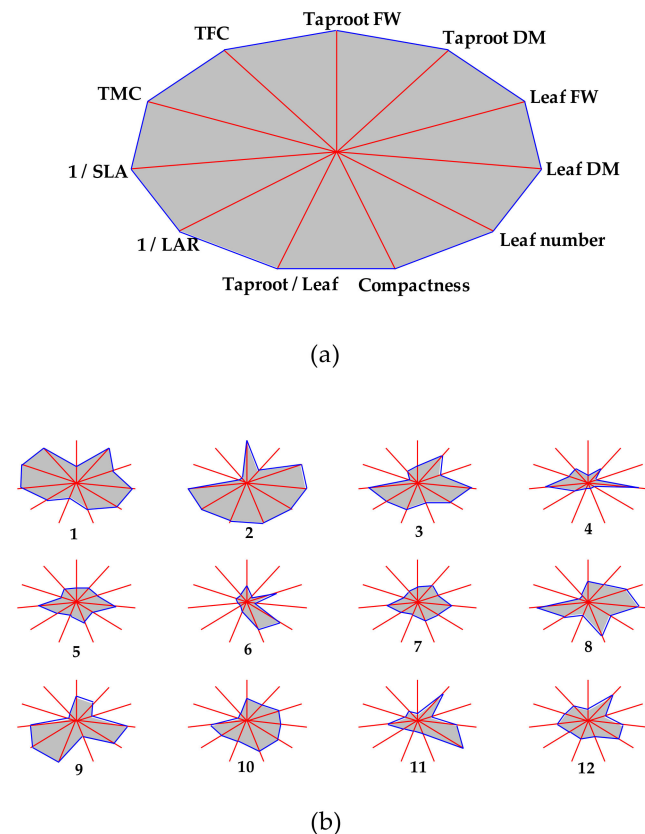 Taproot FW
TFC
Taproot DM
TMC
Leaf FW
1 / SLA
Leaf DM
1 / LAR
Leaf number
Taproot / Leaf
Compactness
(a)
1
2
3
4
5
6
7
8
9
10
11
12
(b)